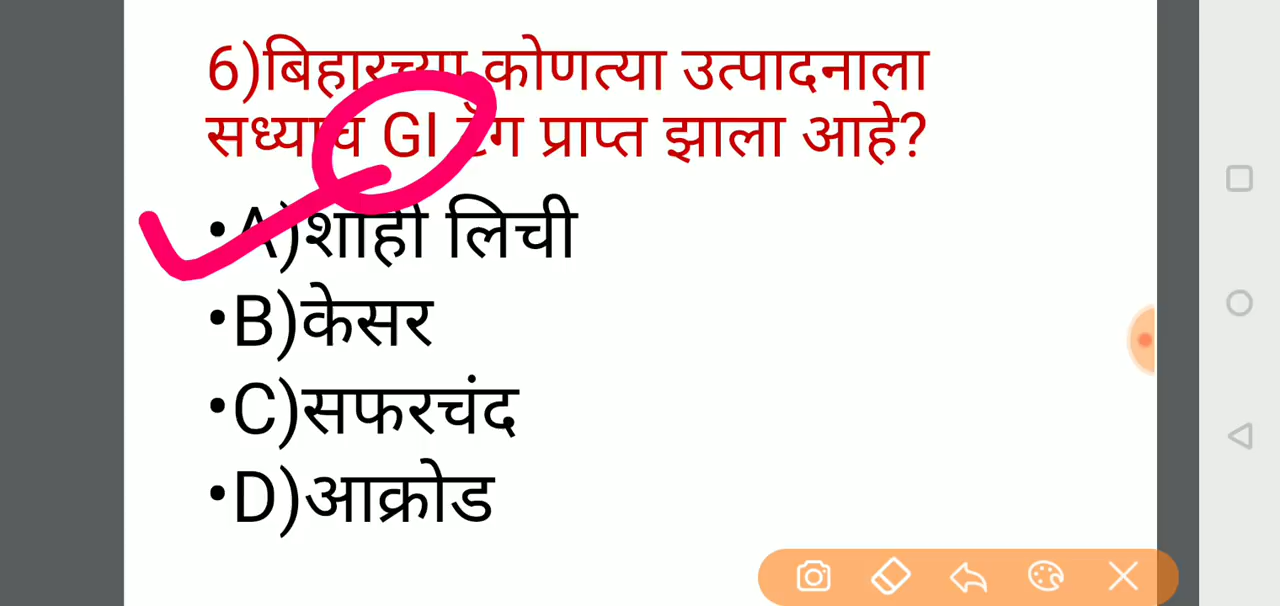 6)बिहारच्या कोणत्या उत्पादनाला
सध्याच GI टॅग प्राप्त झाला आहे?
•A)शाही लिची
•B)केसर
•C)सफरचंद
•D)आक्रोड